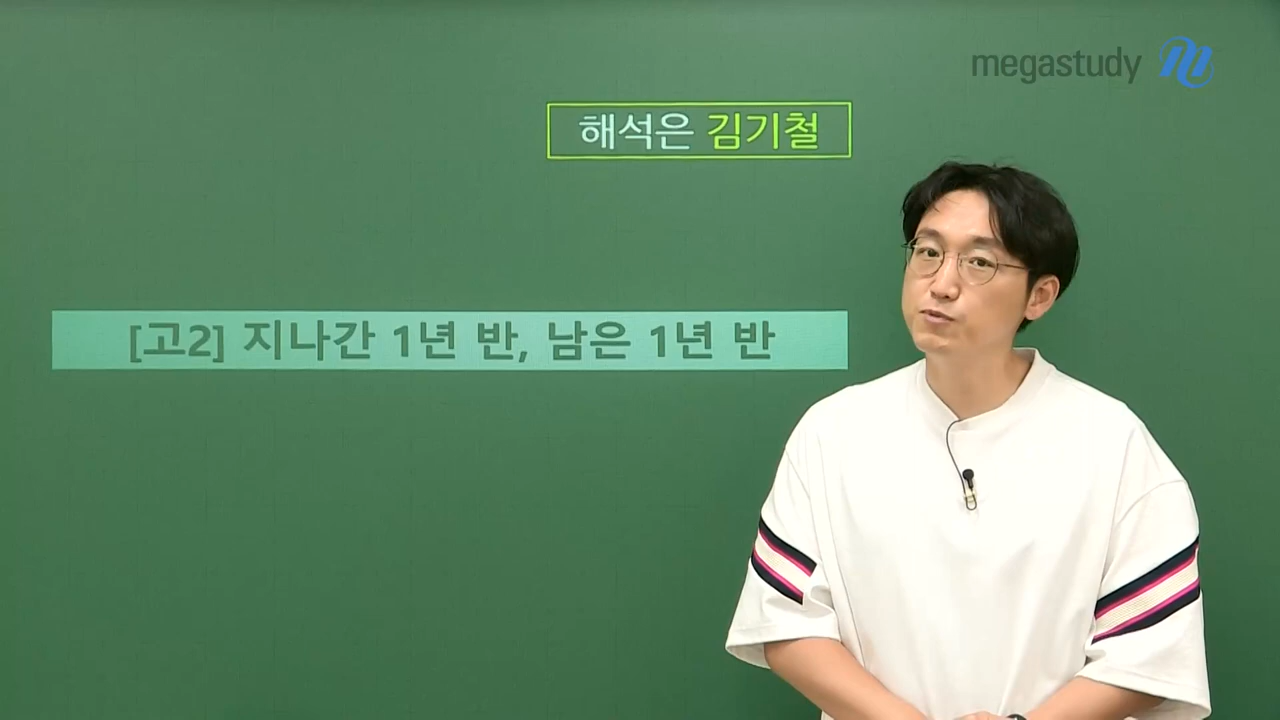 megastudy
해석은 김기철
[고2] 지나간 1년 반, 남은 1년 반